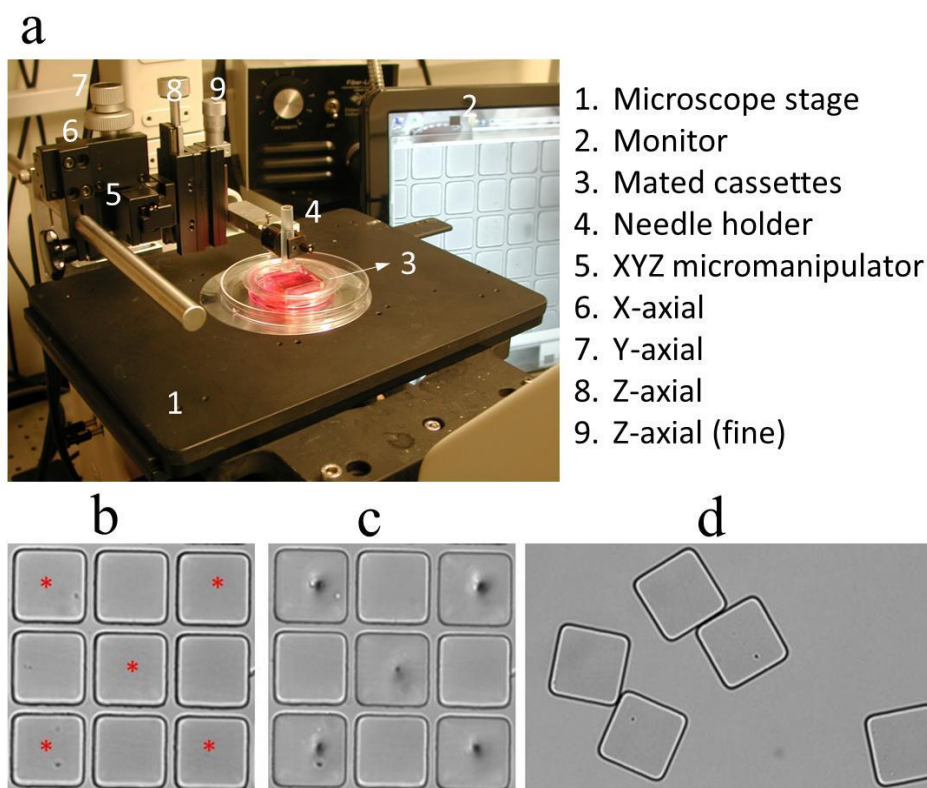 a
7
8
9
2
6
5
4
3
1
1. Microscope stage
2. Monitor
3. Mated cassettes
4. Needle holder
5. XYZ micromanipulator
6. X-axial
7. Y-axial
8. Z-axial
9. Z-axial (fine)
b
c
d
* *
*
* *